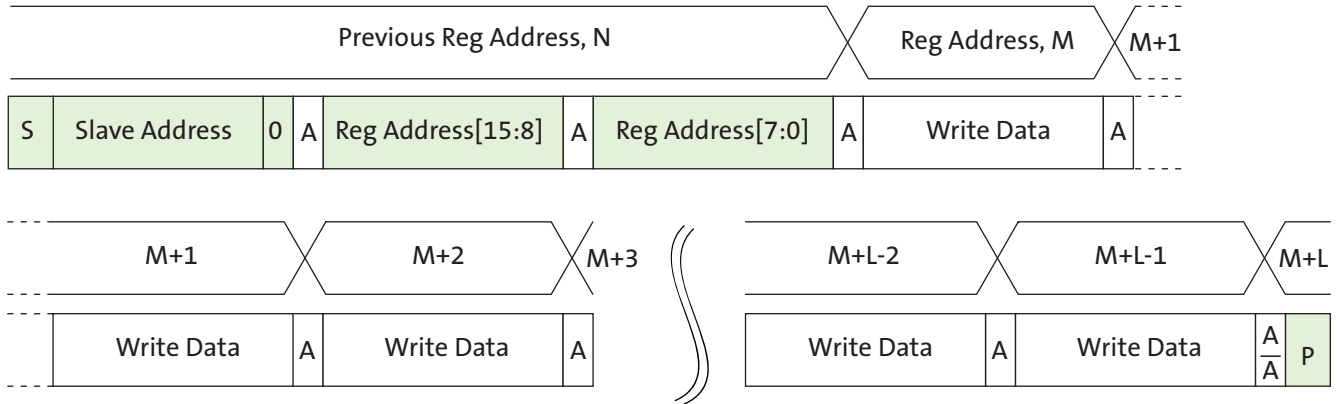 Previous Reg Address, N Reg Address, M M+1
S Slave Address 0 A Reg Address[15:8] A Reg Address[7:0] A Write Data A
M+1 M+2 M+3 M+L-2 M+L-1 M+L
Write Data A Write Data A Write Data A Write Data A/A̅ P